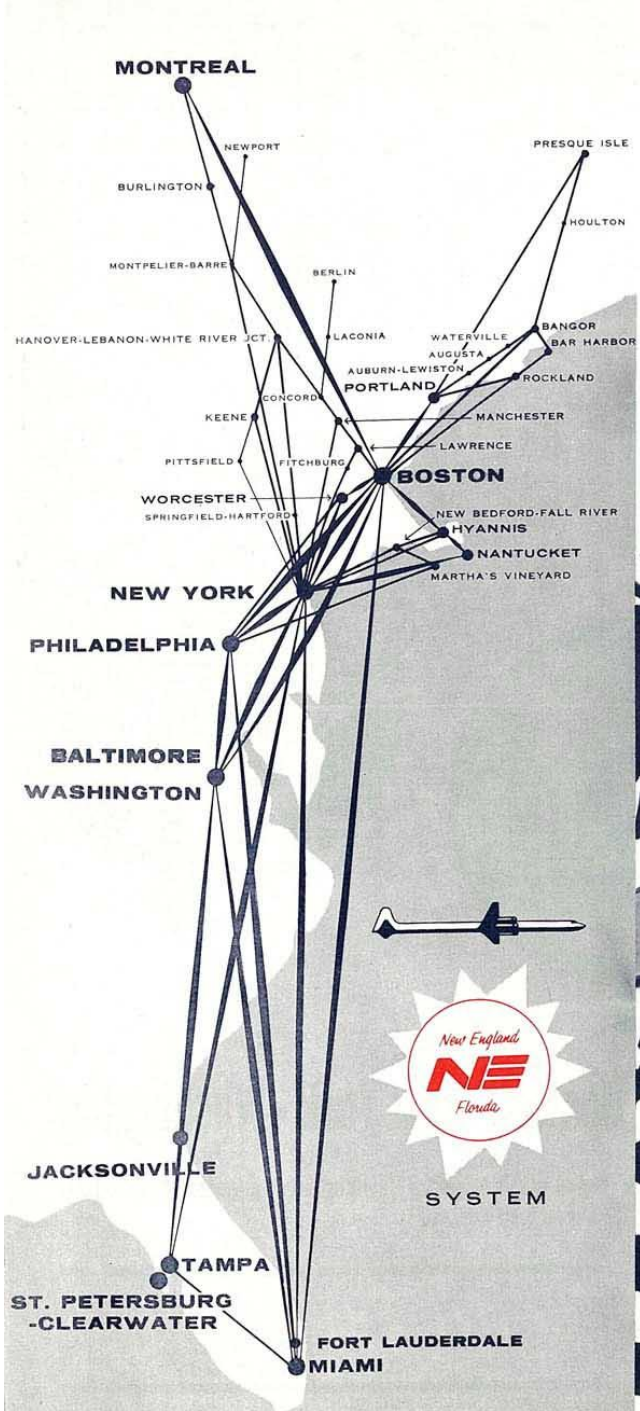 MONTREAL
NEWPORT
PRESQUE ISLE
BURLINGTON
HOULTON
MONTPELIER-BARRE
BERLIN
BANGOR
WATERVILLE
HANOVER-LEBANON-WHITE RIVER JCT.
LACONIA
BAR HARBOR
AUGUSTA
AUBURN-LEWISTON
ROCKLAND
PORTLAND
CONCORD
KEENE
MANCHESTER
LAWRENCE
PITTSFIELD
FITCHBURG
BOSTON
WORCESTER
NEW BEDFORD-FALL RIVER
SPRINGFIELD-HARTFORD
HYANNIS
NANTUCKET
MARTHA'S VINEYARD
NEW YORK
PHILADELPHIA
BALTIMORE
WASHINGTON
New England
NE
Florida
JACKSONVILLE
SYSTEM
TAMPA
ST. PETERSBURG
-CLEARWATER
FORT LAUDERDALE
MIAMI